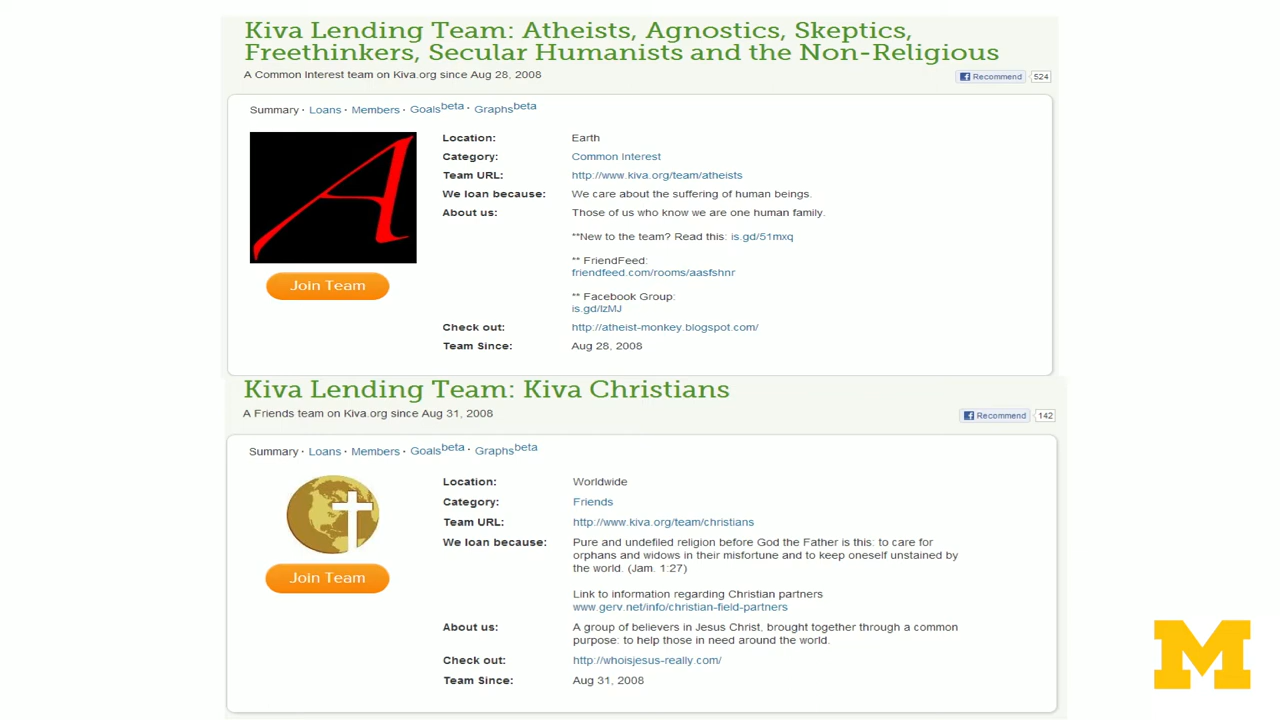 Kiva Lending Team: Atheists, Agnostics, Skeptics,
Freethinkers, Secular Humanists and the Non-Religious
A Common Interest team on Kiva.org since Aug 28, 2008
Recommend 524
Summary · Loans · Members · Goalsbeta · Graphsbeta
A
Location: Earth
Category: Common Interest
Team URL: http://www.kiva.org/team/atheists
We loan because: We care about the suffering of human beings.
About us: Those of us who know we are one human family.
**New to the team? Read this: is.gd/51mxq
** FriendFeed:
friendfeed.com/rooms/aasfshnr
** Facebook Group:
is.gd/IzMJ
Join Team
Check out: http://atheist-monkey.blogspot.com/
Team Since: Aug 28, 2008
Kiva Lending Team: Kiva Christians
A Friends team on Kiva.org since Aug 31, 2008
Recommend 142
Summary · Loans · Members · Goalsbeta · Graphsbeta
Location: Worldwide
Category: Friends
Team URL: http://www.kiva.org/team/christians
We loan because: Pure and undefiled religion before God the Father is this: to care for
orphans and widows in their misfortune and to keep oneself unstained by
the world. (Jam. 1:27)
Join Team
Link to information regarding Christian partners
www.gerv.net/info/christian-field-partners
About us: A group of believers in Jesus Christ, brought together through a common
purpose: to help those in need around the world.
Check out: http://whoisjesus-really.com/
Team Since: Aug 31, 2008
M